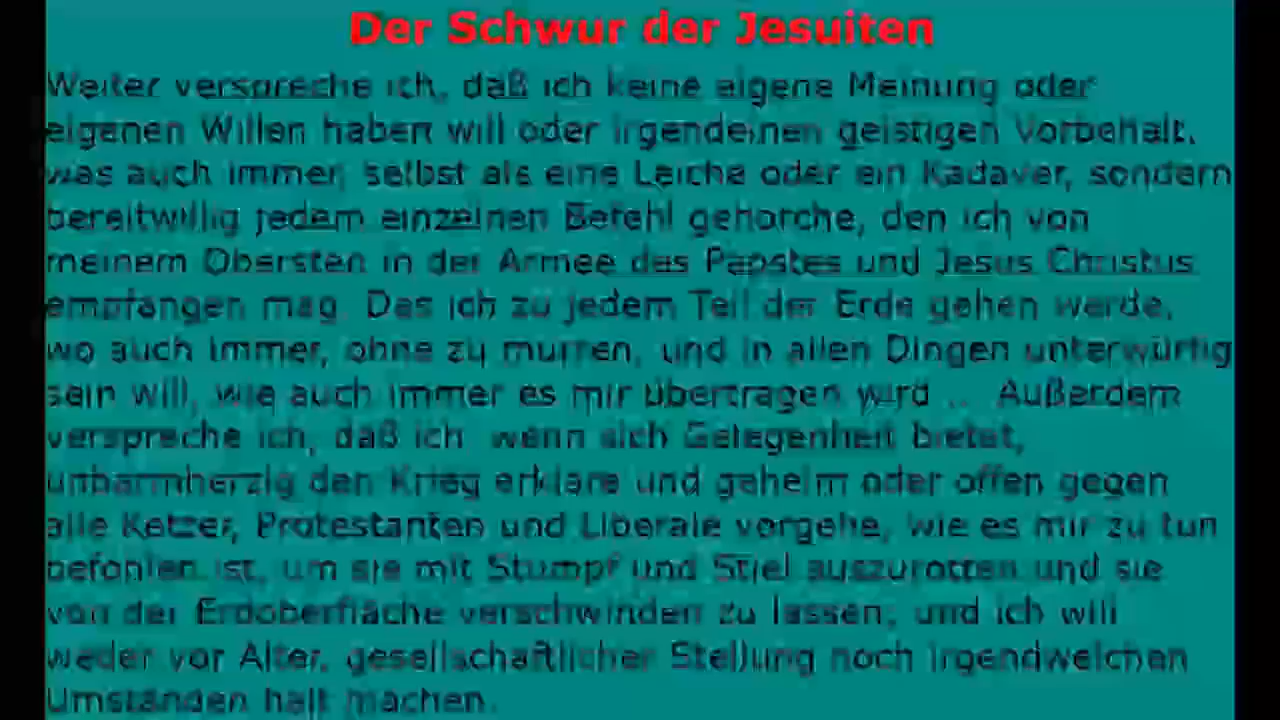 Der Schwur der Jesuiten
Weiter verspreche ich, daß ich keine eigene Meinung oder
eigenen Willen haben will oder irgendeinen geistigen Vorbehalt,
was auch immer, selbst als eine Leiche oder ein Kadaver, sondern
bereitwillig jedem einzelnen Befehl gehorche, den ich von
meinem Obersten in der Armee des Papstes und Jesus Christus
empfangen mag. Das ich zu jedem Teil der Erde gehen werde,
wo auch immer, ohne zu murren, und in allen Dingen unterwürfig
sein will, wie auch immer es mir übertragen wird ... Außerdem
verspreche ich, daß ich wenn sich Gelegenheit bietet,
unbarmherzig den Krieg erkläre und geheim oder offen gegen
alle Ketzer, Protestanten und Liberale vorgehe, wie es mir zu tun
befohlen ist, um sie mit Stumpf und Stiel auszurotten und sie
von der Erdoberfläche verschwinden zu lassen; und ich will
weder vor Alter, gesellschaftlicher Stellung noch irgendwelchen
Umständen halt machen.